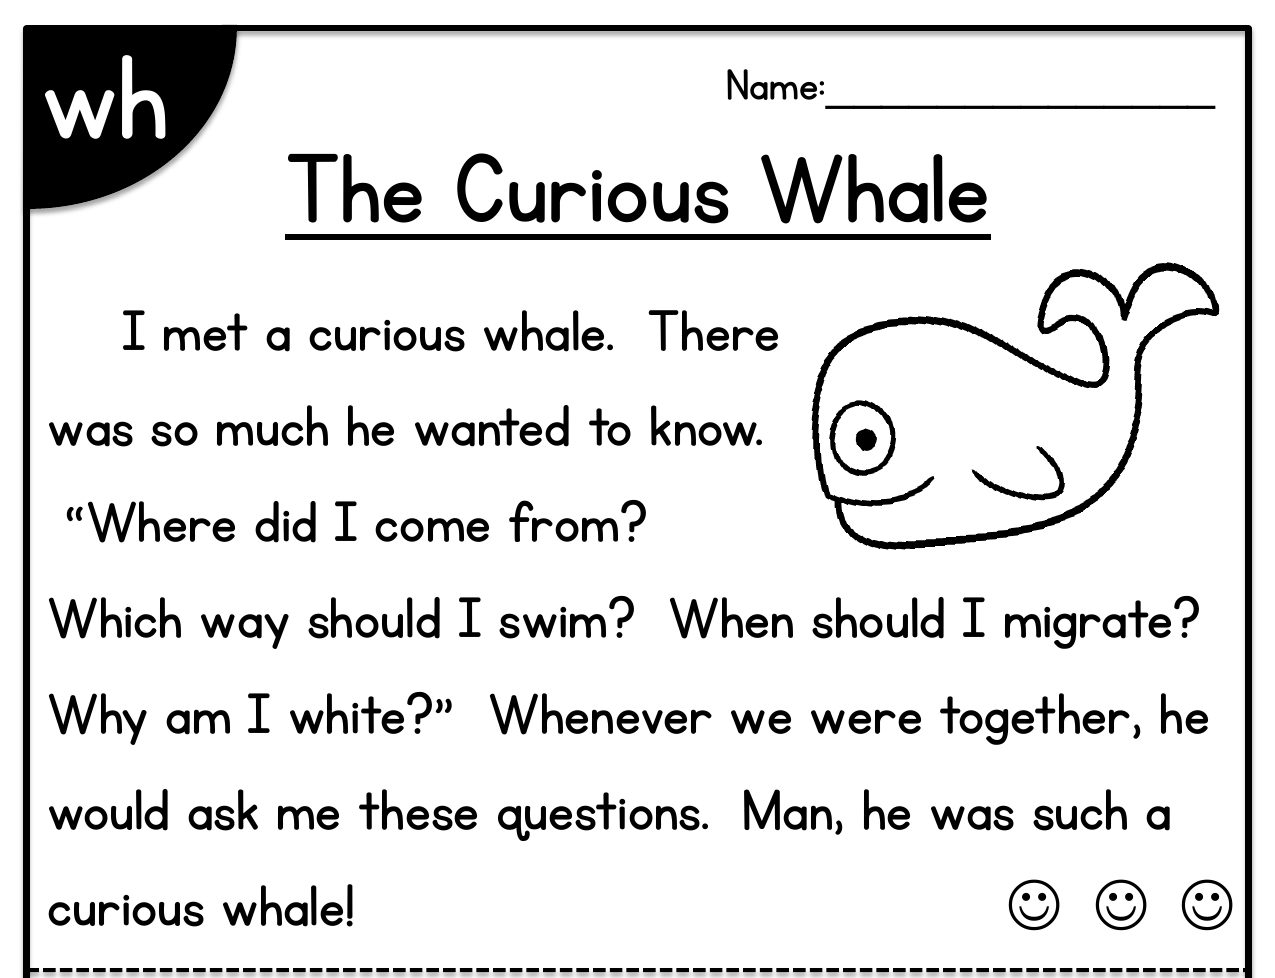 wh
Name:
The Curious Whale
I met a curious whale. There
was so much he wanted to know.
“Where did I come from?
Which way should I swim? When should I migrate?
Why am I white?” Whenever we were together, he
would ask me these questions. Man, he was such a
curious whale!